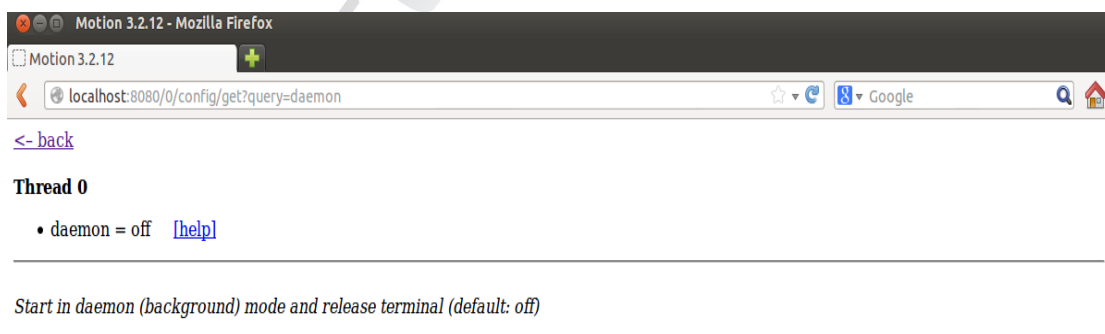 Motion 3.2.12 - Mozilla Firefox
Motion 3.2.12
localhost:8080/0/config/get?query=daemon 8 Google
<– back
Thread 0
• daemon = off [help]
Start in daemon (background) mode and release terminal (default: off)